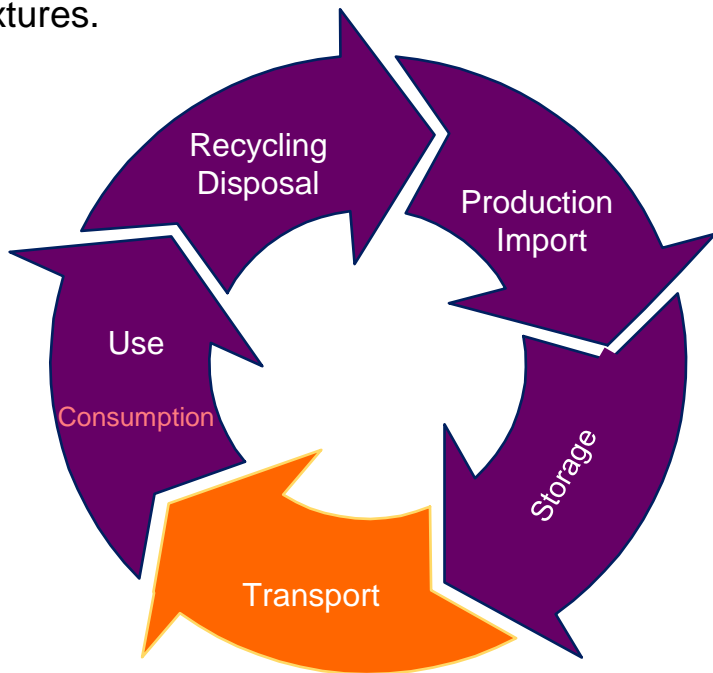 xtures.
Recycling
Disposal
Production
Import
Use
Consumption
Storage
Transport